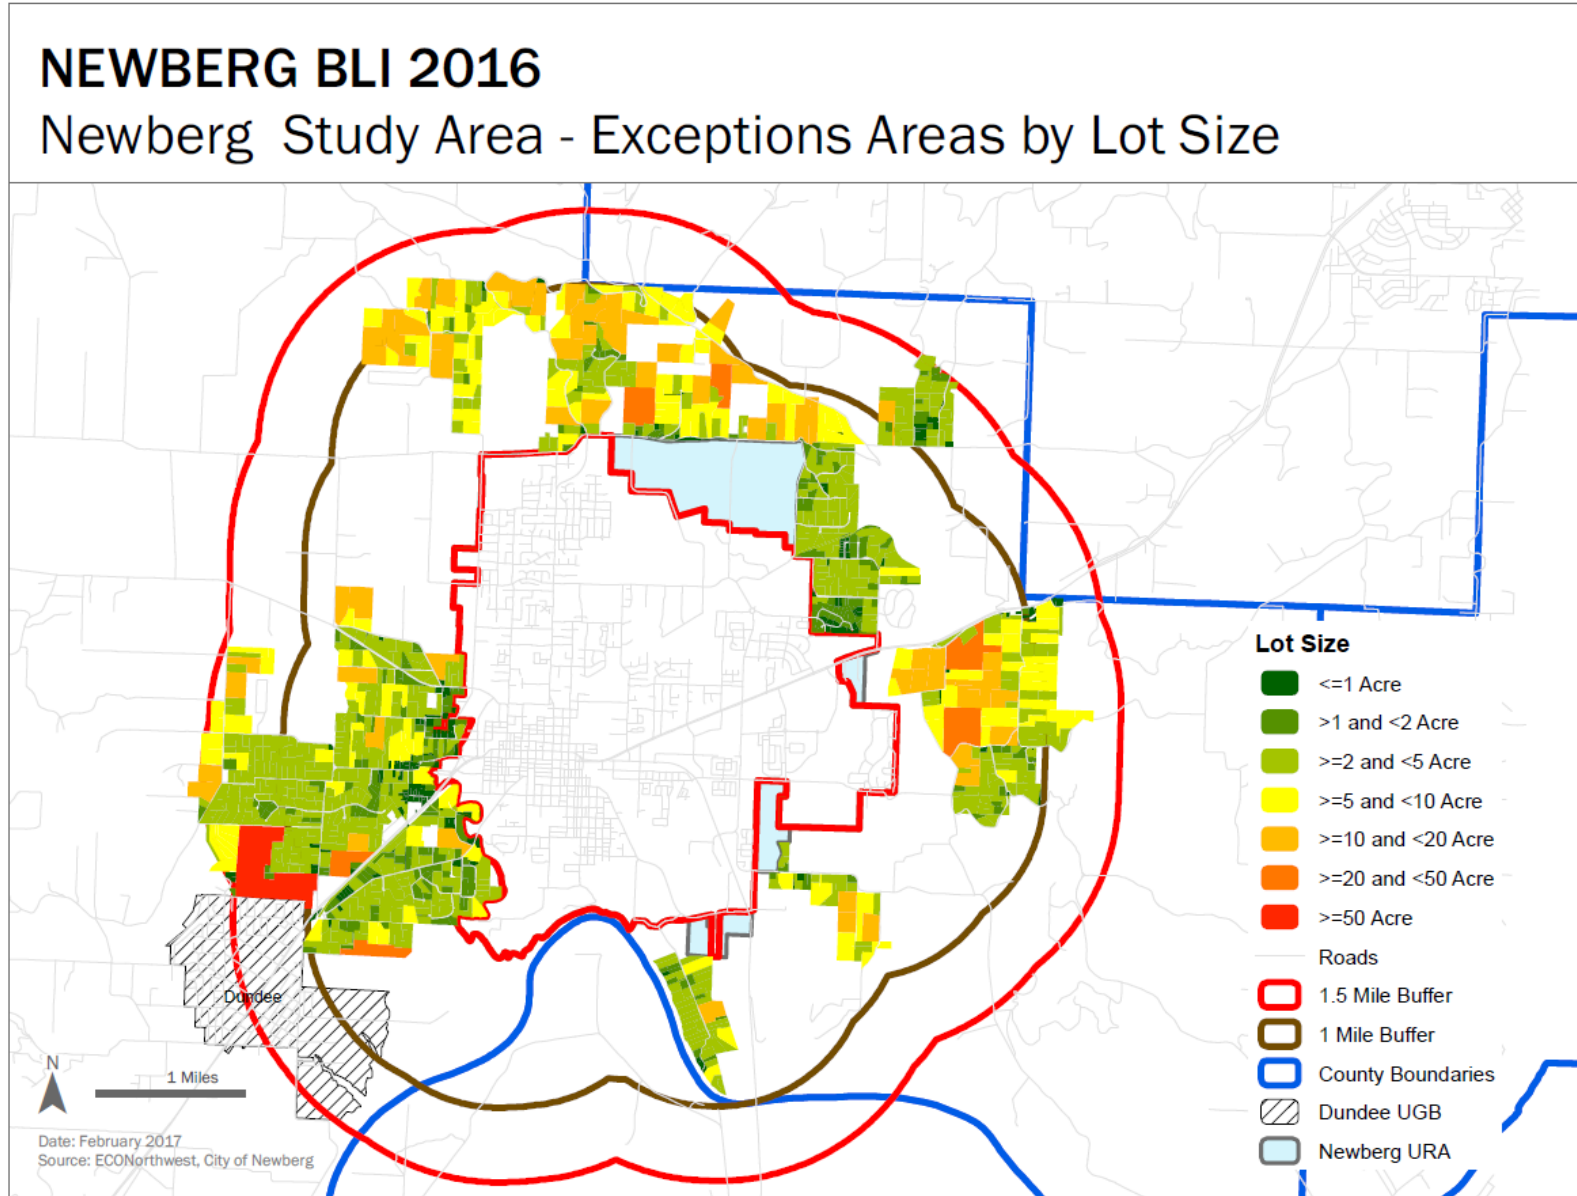 NEWBERG BLI 2016
Newberg Study Area - Exceptions Areas by Lot Size
Lot Size
<=1 Acre
>1 and <2 Acre
>=2 and <5 Acre
>=5 and <10 Acre
>=10 and <20 Acre
>=20 and <50 Acre
>=50 Acre
Roads
1.5 Mile Buffer
1 Mile Buffer
County Boundaries
Dundee UGB
Newberg URA
Dundee
N
1 Miles
Date: February 2017
Source: ECONorthwest, City of Newberg